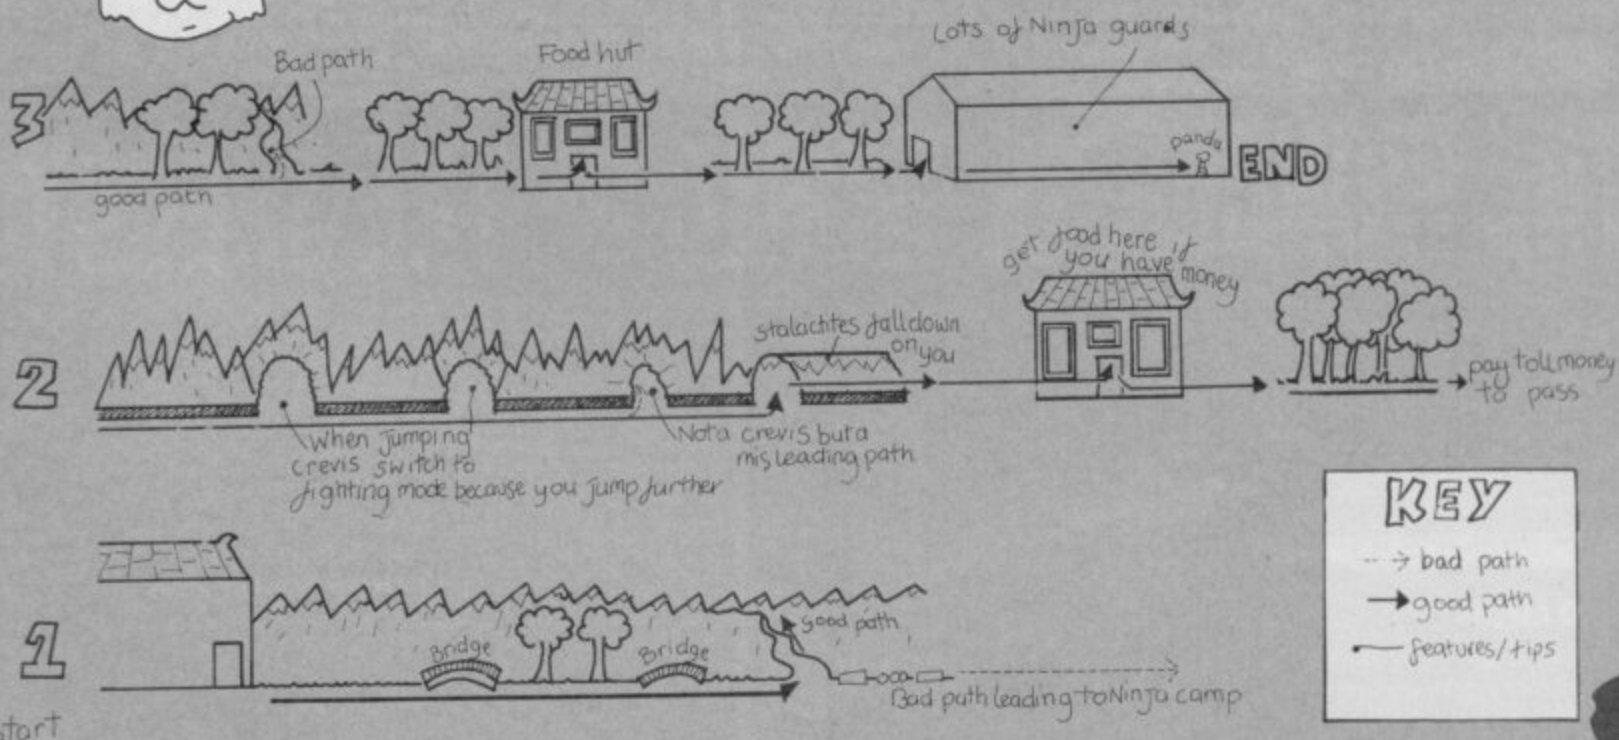 3
Bad path
good path
Food hut
Lots of Ninja guards
panda
END
2
When jumping
crevis switch to
fighting mode because you jump further
Not a crevis but a
misleading path
stalachtes fall down
on you
get food here if
you have money
pay toll money
to pass
1
Start
Bridge
Bridge
good path
Bad path leading to Ninja camp
KEY
bad path
good path
features/tips